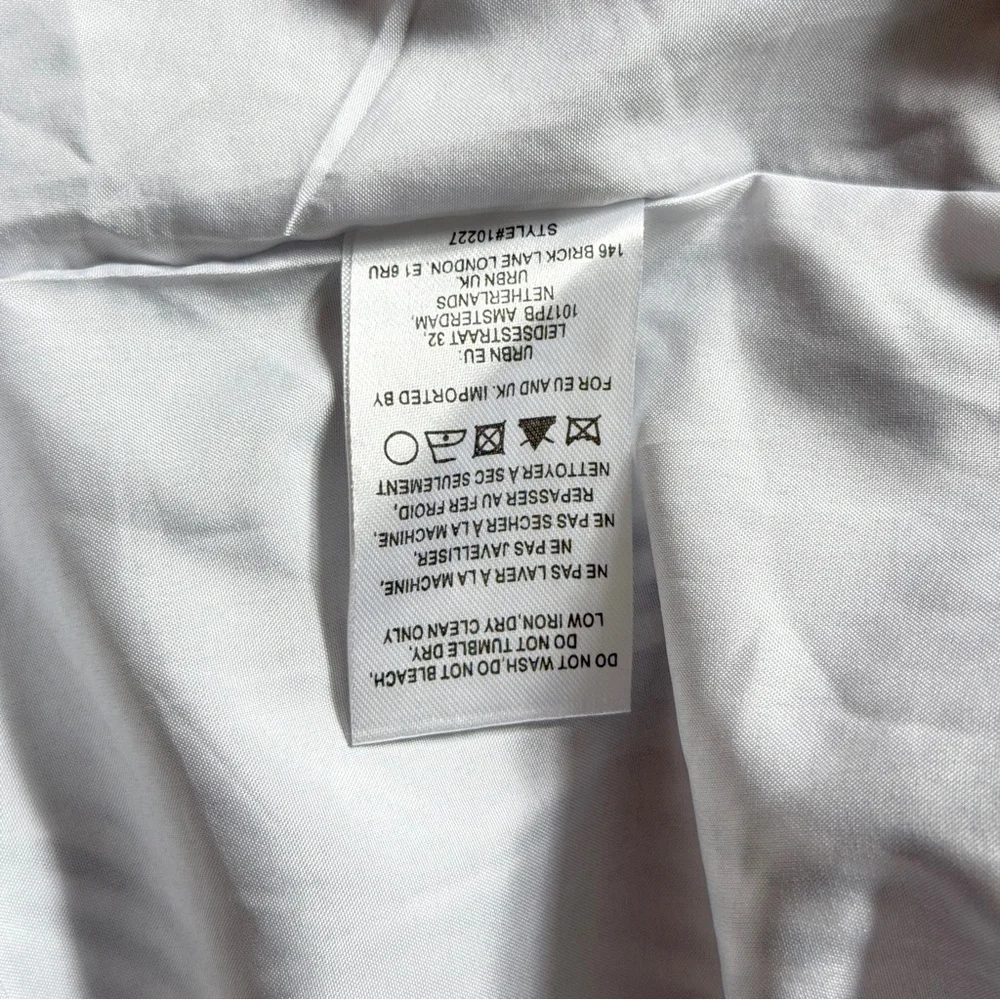 DO NOT WASH,DO NOT BLEACH,
DO NOT TUMBLE DRY,
LOW IRON,DRY CLEAN ONLY
NE PAS LAVER À LA MACHINE,
NE PAS JAVELLISER,
NE PAS SÉCHER À LA MACHINE,
REPASSER AU FER FROID,
NETTOYER À SEC SEULEMENT
FOR EU AND UK. IMPORTED BY
URBN EU:
LEIDSESTRAAT 32,
1017PB AMSTERDAM,
NETHERLANDS
URBN UK.
146 BRICK LANE LONDON. E1 6RU
STYLE#10227